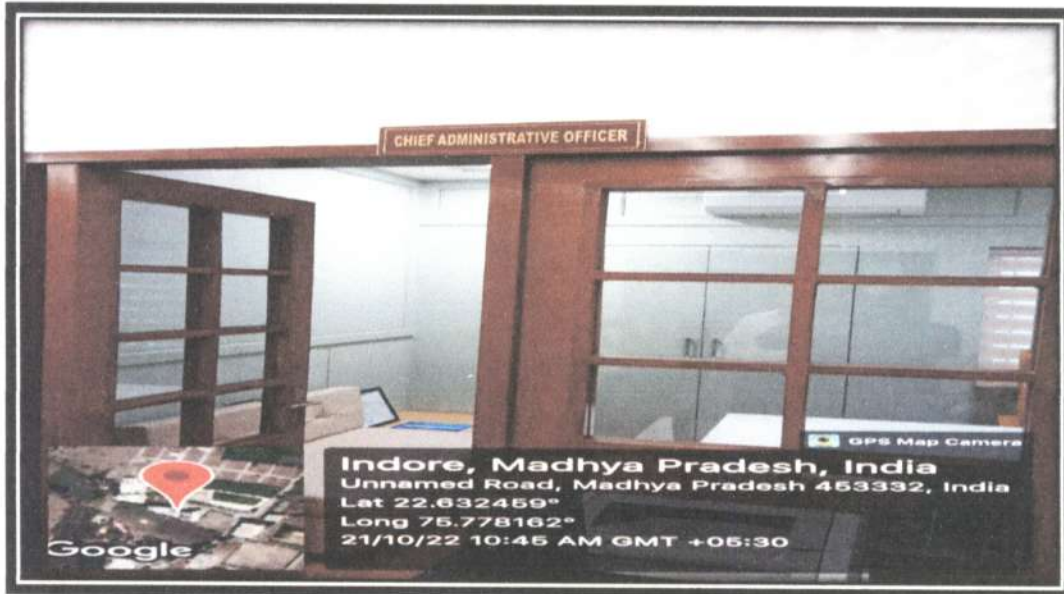 CHIEF ADMINISTRATIVE OFFICER
GPS Map Camera
Indore, Madhya Pradesh, India
Unnamed Road, Madhya Pradesh 453332, India
Lat 22.632459°
Long 75.778162°
21/10/22 10:45 AM GMT +05:30
Google